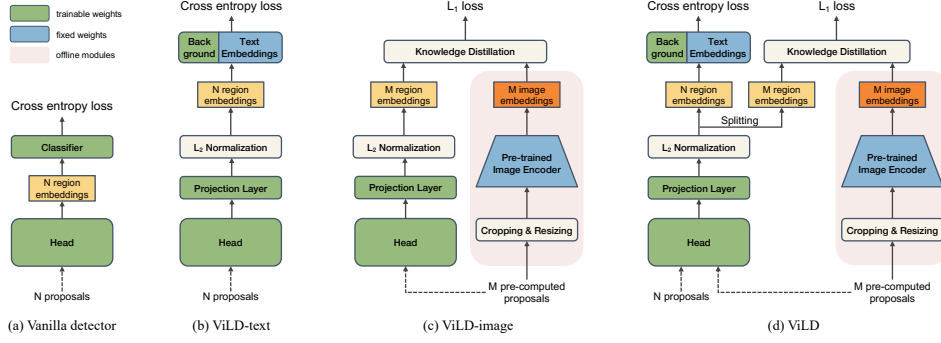 trainable weights
fixed weights
offline modules
Cross entropy loss
Classifier
N region
embeddings
Head
N proposals
(a) Vanilla detector
Cross entropy loss
Back
ground
Text
Embeddings
N region
embeddings
L₂ Normalization
Projection Layer
Head
N proposals
(b) ViLD-text
L₁ loss
Knowledge Distillation
M region
embeddings
M image
embeddings
L₂ Normalization
Pre-trained
Image Encoder
Projection Layer
Head
Cropping & Resizing
M pre-computed
proposals
(c) ViLD-image
Cross entropy loss
L₁ loss
Back
ground
Text
Embeddings
Knowledge Distillation
N region
embeddings
M region
embeddings
M image
embeddings
Splitting
L₂ Normalization
Pre-trained
Image Encoder
Projection Layer
Head
Cropping & Resizing
N proposals
M pre-computed
proposals
(d) ViLD